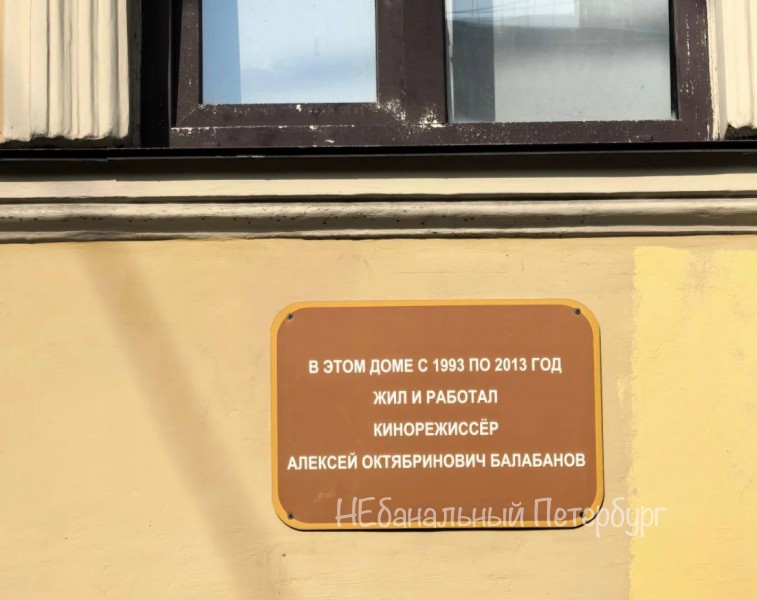 В ЭТОМ ДОМЕ С 1993 ПО 2013 ГОД
ЖИЛ И РАБОТАЛ
КИНОРЕЖИССЁР
АЛЕКСЕЙ ОКТЯБРИНОВИЧ БАЛАБАНОВ
НЕбанальный Петербург